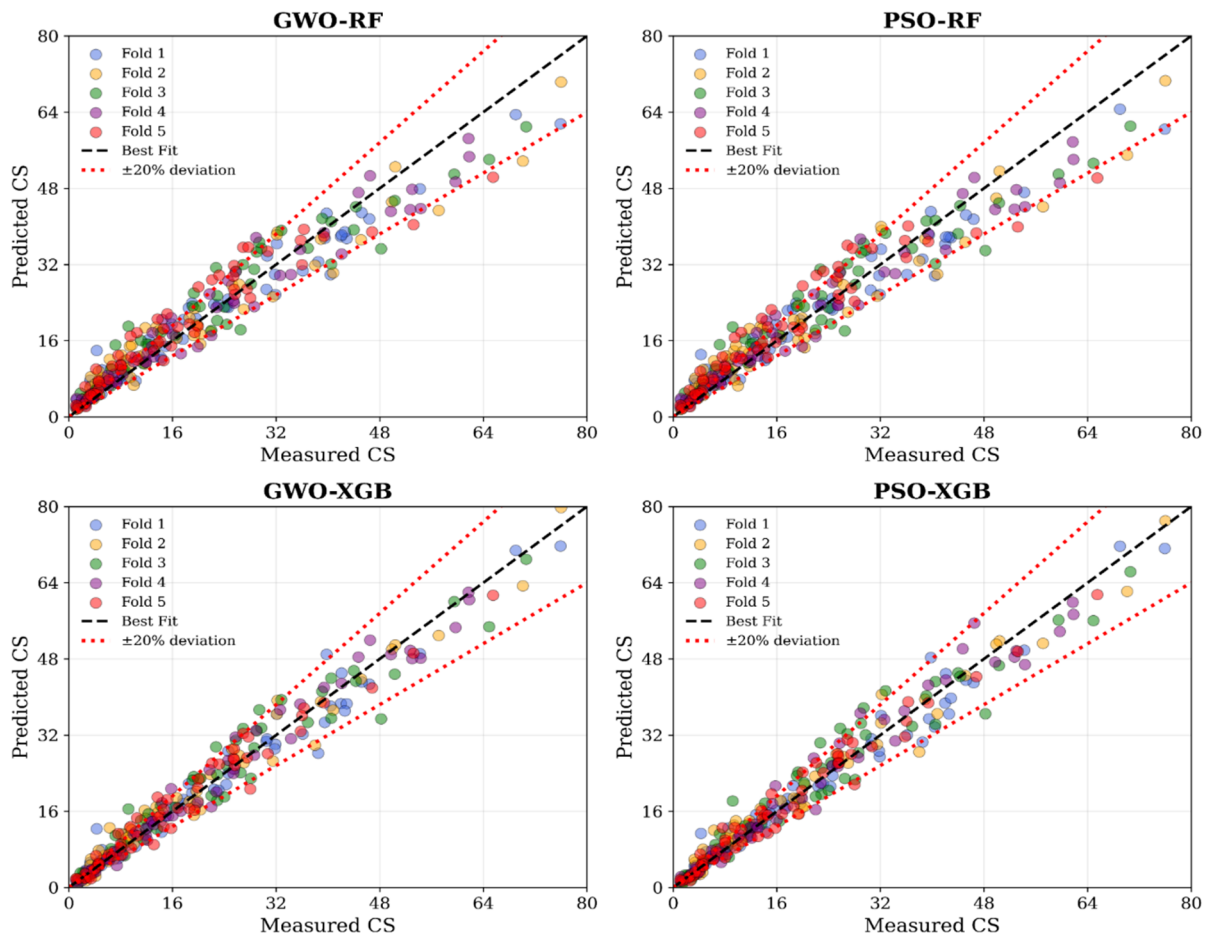 GWO-RF
80
64
48
32
16
0
Predicted CS
Fold 1
Fold 2
Fold 3
Fold 4
Fold 5
Best Fit
±20% deviation
0 16 32 48 64 80
Measured CS
PSO-RF
80
64
48
32
16
0
Predicted CS
Fold 1
Fold 2
Fold 3
Fold 4
Fold 5
Best Fit
±20% deviation
0 16 32 48 64 80
Measured CS
GWO-XGB
80
64
48
32
16
0
Predicted CS
Fold 1
Fold 2
Fold 3
Fold 4
Fold 5
Best Fit
±20% deviation
0 16 32 48 64 80
Measured CS
PSO-XGB
80
64
48
32
16
0
Predicted CS
Fold 1
Fold 2
Fold 3
Fold 4
Fold 5
Best Fit
±20% deviation
0 16 32 48 64 80
Measured CS